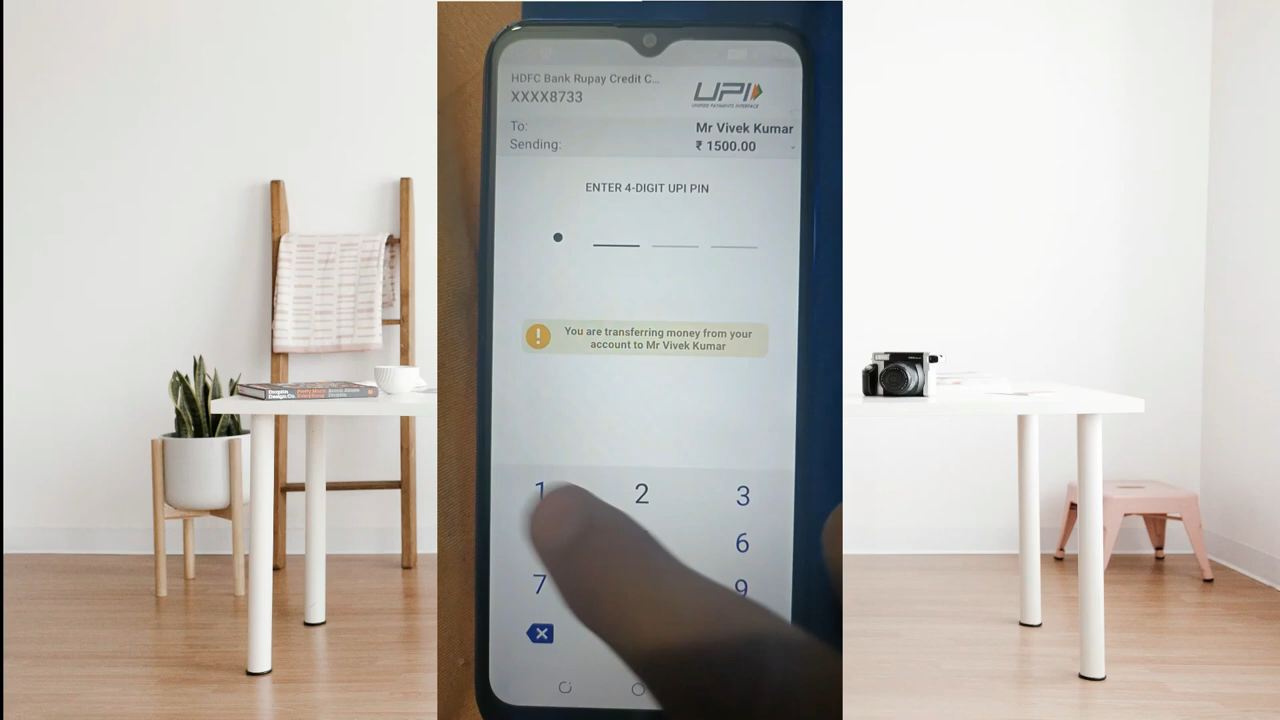 HDFC Bank Rupay Credit C...
XXXX8733
UPI
UNIFIED PAYMENTS INTERFACE
To: Mr Vivek Kumar
Sending: ₹ 1500.00
ENTER 4-DIGIT UPI PIN
You are transferring money from your
account to Mr Vivek Kumar
1 2 3
6
7 9